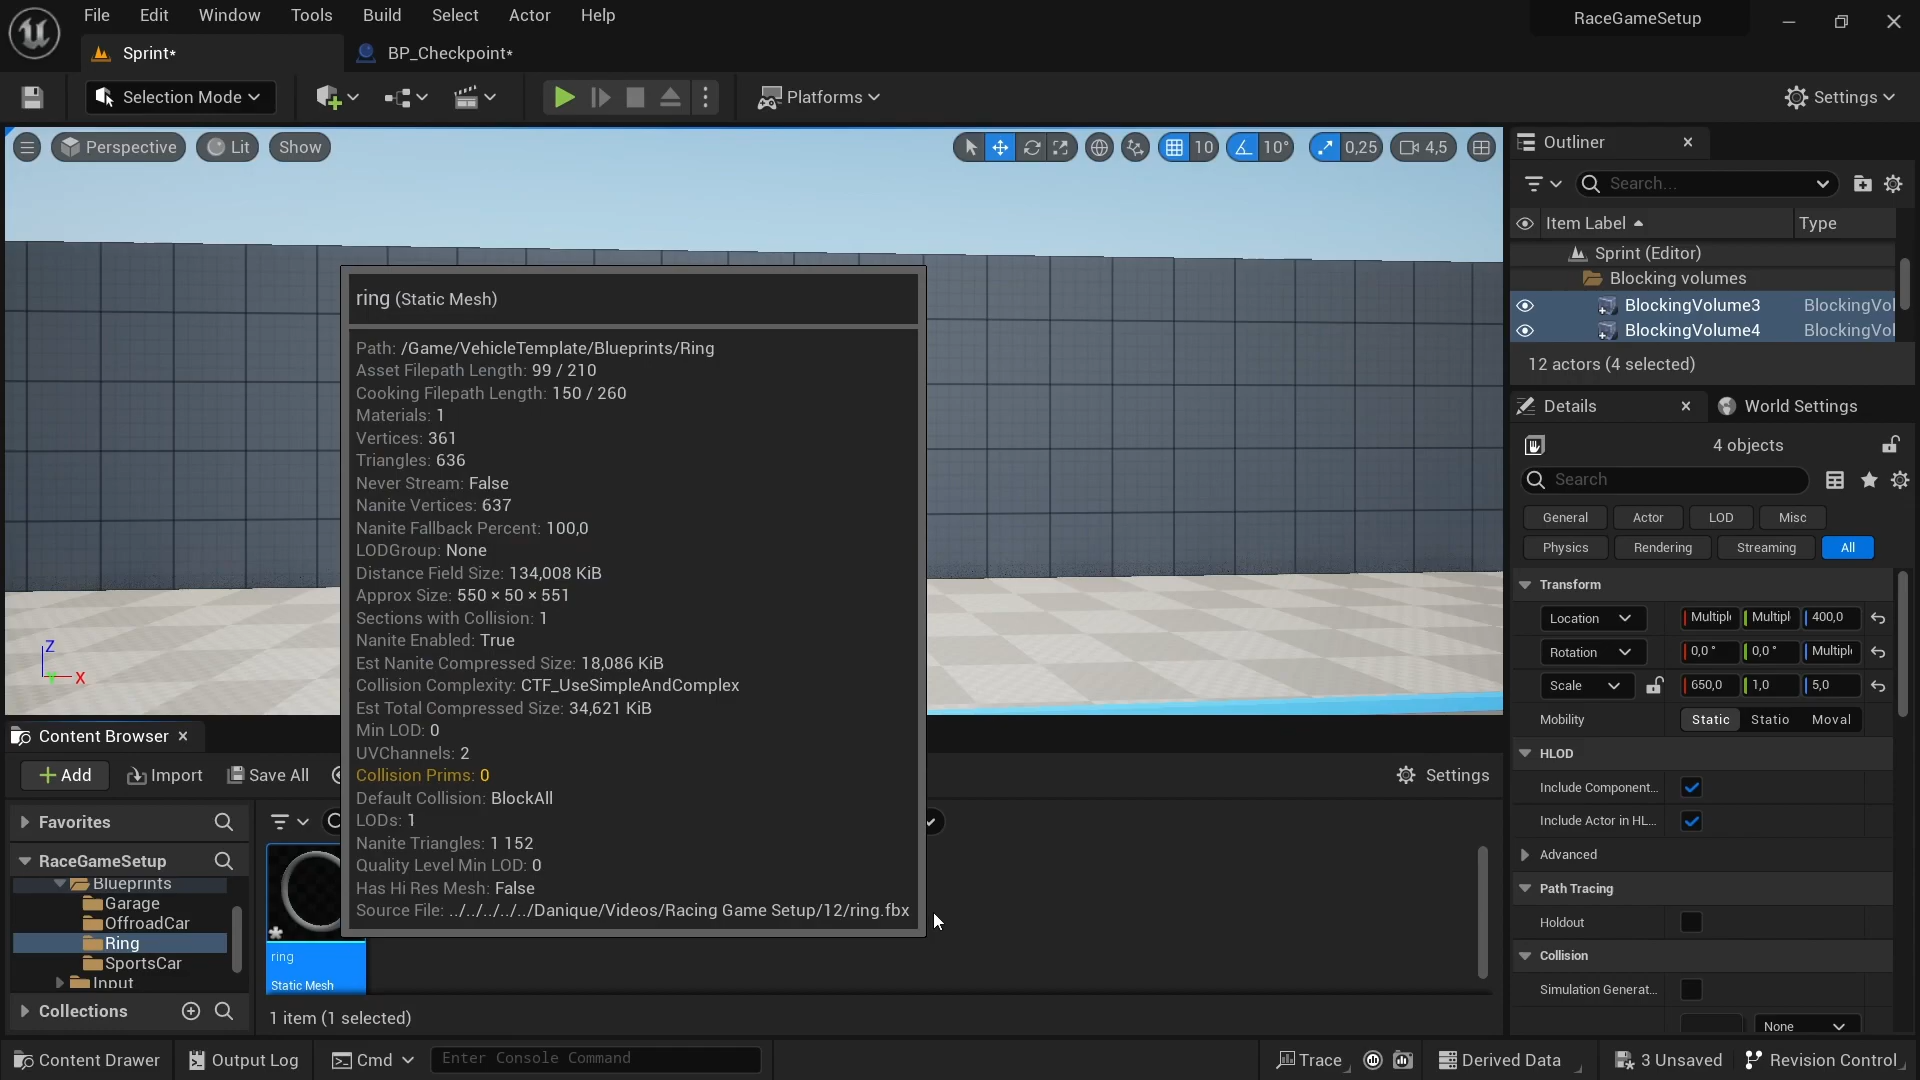 File Edit Window Tools Build Select Actor Help
RaceGameSetup
Sprint*
BP_Checkpoint*
Selection Mode
Platforms
Settings
Perspective
Lit
Show
10
10°
0,25
4,5
Outliner
Search...
Item Label
Type
Sprint (Editor)
Blocking volumes
BlockingVolume3 BlockingVol
BlockingVolume4 BlockingVol
12 actors (4 selected)
ring (Static Mesh)
Path: /Game/VehicleTemplate/Blueprints/Ring
Asset Filepath Length: 99 / 210
Cooking Filepath Length: 150 / 260
Materials: 1
Vertices: 361
Triangles: 636
Never Stream: False
Nanite Vertices: 637
Nanite Fallback Percent: 100,0
LODGroup: None
Distance Field Size: 134,008 KiB
Approx Size: 550 × 50 × 551
Sections with Collision: 1
Nanite Enabled: True
Est Nanite Compressed Size: 18,086 KiB
Collision Complexity: CTF_UseSimpleAndComplex
Est Total Compressed Size: 34,621 KiB
Min LOD: 0
UVChannels: 2
Collision Prims: 0
Default Collision: BlockAll
LODs: 1
Nanite Triangles: 1 152
Quality Level Min LOD: 0
Has Hi Res Mesh: False
Source File: ../../../../../Danique/Videos/Racing Game Setup/12/ring.fbx
Z
X
Details
World Settings
4 objects
Search
General Actor LOD Misc
Physics Rendering Streaming All
Transform
Location Multipl Multipl 400,0
Rotation 0,0 ° 0,0 ° Multipl
Scale 650,0 1,0 5,0
Mobility Static Statio Moval
HLOD
Include Component...
Include Actor in HL...
Advanced
Path Tracing
Holdout
Collision
Simulation Generat...
None
Content Browser
Add
Import
Save All
Settings
Favorites
RaceGameSetup
Blueprints
Garage
OffroadCar
Ring
SportsCar
Input
Collections
ring
Static Mesh
1 item (1 selected)
Content Drawer
Output Log
Cmd
Enter Console Command
Trace
Derived Data
3 Unsaved
Revision Control